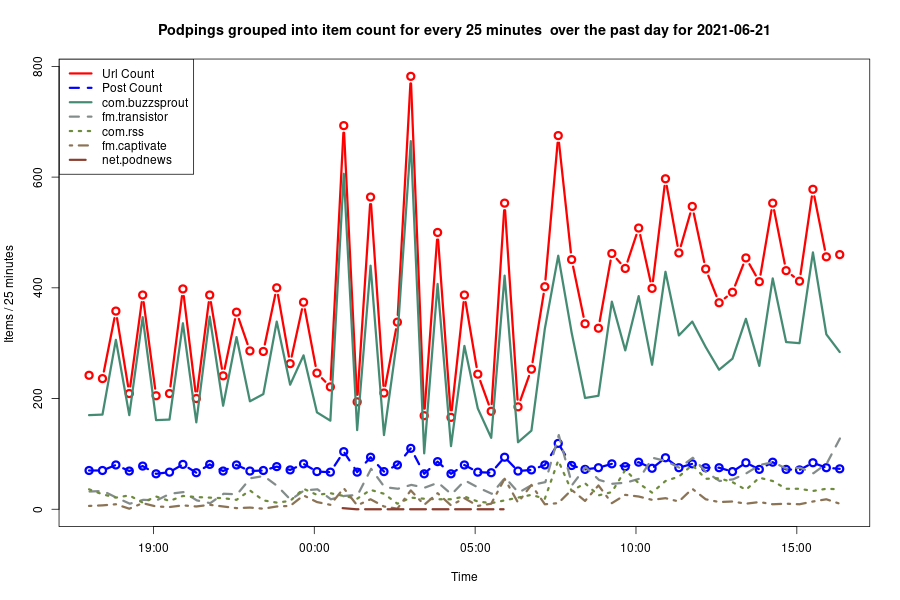 Podpings grouped into item count for every 25 minutes  over the past day for 2021-06-21
Url Count
Post Count
com.buzzsprout
fm.transistor
com.rss
fm.captivate
net.podnews
Items / 25 minutes
800
600
400
200
0
19:00
00:00
05:00
10:00
15:00
Time